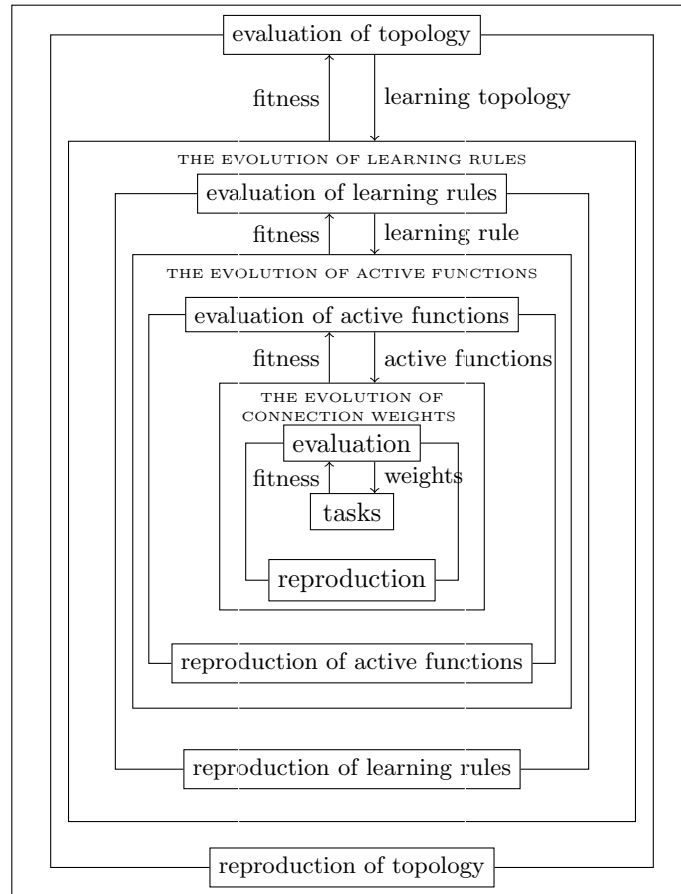 evaluation of topology
fitness
learning topology
THE EVOLUTION OF LEARNING RULES
evaluation of learning rules
fitness
learning rule
THE EVOLUTION OF ACTIVE FUNCTIONS
evaluation of active functions
fitness
active functions
THE EVOLUTION OF
CONNECTION WEIGHTS
evaluation
fitness
weights
tasks
reproduction
reproduction of active functions
reproduction of learning rules
reproduction of topology